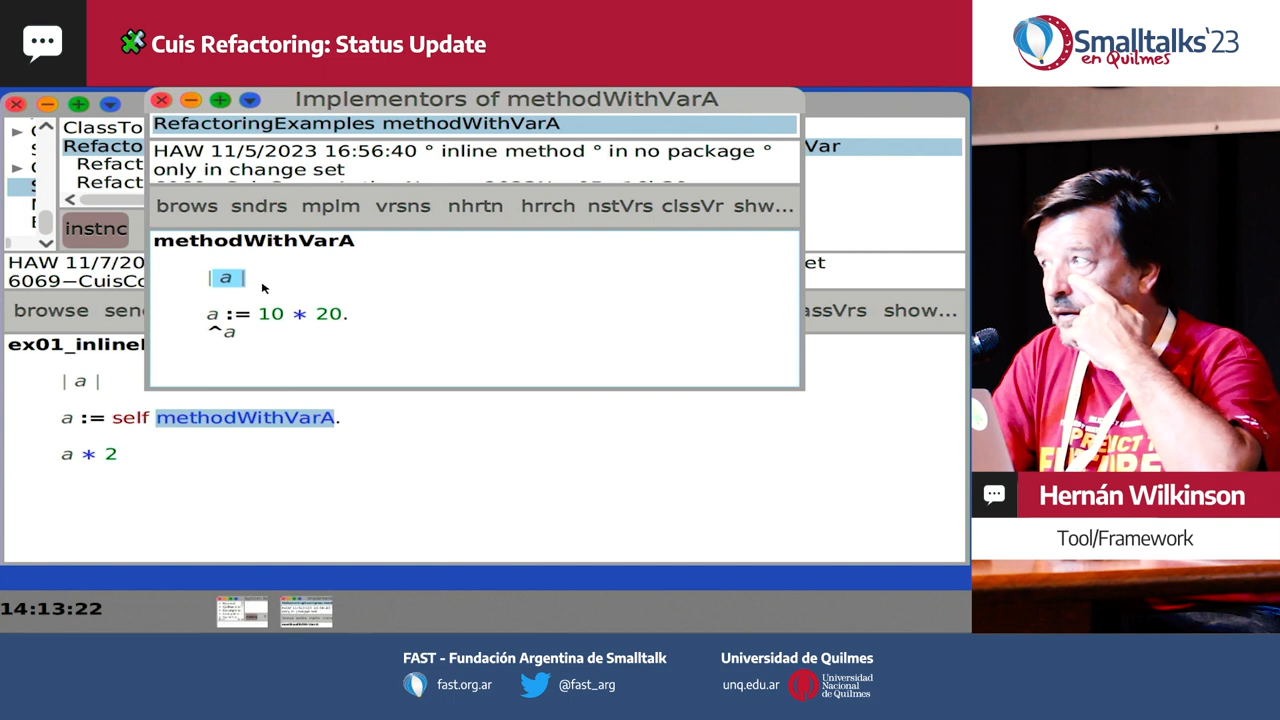 Cuis Refactoring: Status Update
Smalltalks'23
en Quilmes
Implementors of methodWithVarA
RefactoringExamples methodWithVarA
HAW 11/5/2023 16:56:40 ° inline method ° in no package °
only in change set
brows sndrs mplm vrsns nhrtn hrrch nstVrs clssVr shw...
methodWithVarA
| a |
a := 10 * 20.
^a
ClassTo
Refacto
Refact
Refact
Var
instnc
HAW 11/7/20
et
6069-CuisCo
browse sen
assVrs show...
ex01_inline
| a |
a := self methodWithVarA.
a * 2
14:13:22
Hernán Wilkinson
Tool/Framework
FAST - Fundación Argentina de Smalltalk
fast.org.ar
@fast_arg
Universidad de Quilmes
unq.edu.ar
Universidad
Nacional
de Quilmes